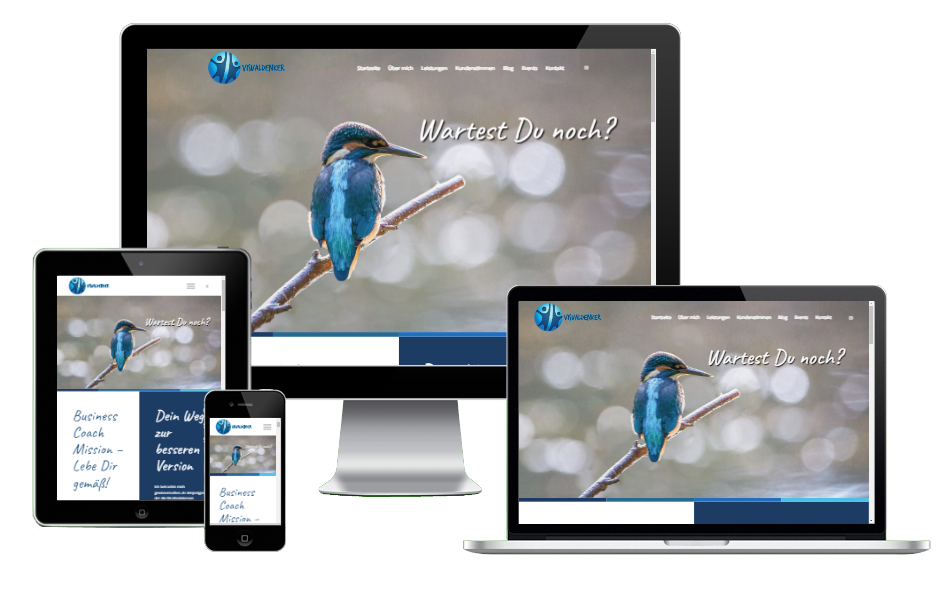 VISUALDENKER
Startseite Über mich Leistungen Kundenstimmen Blog Events Kontakt
Wartest Du noch?
VISUALDENKER
Wartest Du noch?
Business
Coach
Mission –
Lebe Dir
gemäß!
Dein Weg
zur
besseren
Version
VISUALDENKER
Business
Coach
Mission –
VISUALDENKER
Startseite Über mich Leistungen Kundenstimmen Blog Events Kontakt
Wartest Du noch?